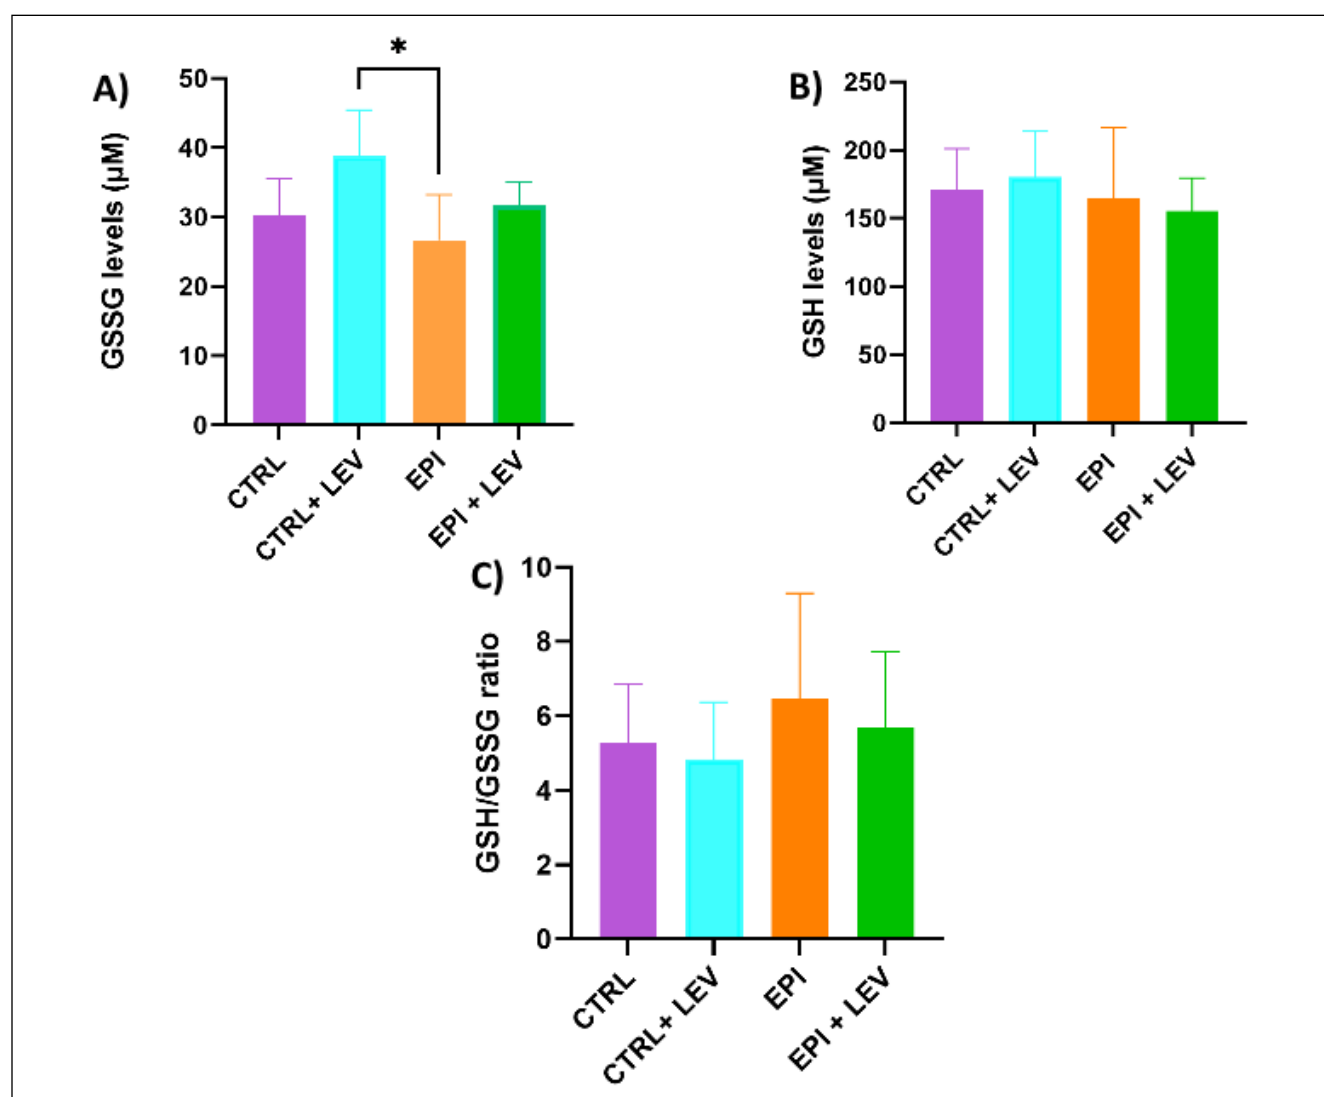 A)
*
GSSG levels (µM)
50
40
30
20
10
0
CTRL
CTRL+ LEV
EPI
EPI + LEV
B)
GSH levels (µM)
250
200
150
100
50
0
CTRL
CTRL+ LEV
EPI
EPI + LEV
C)
GSH/GSSG ratio
10
8
6
4
2
0
CTRL
CTRL+ LEV
EPI
EPI + LEV